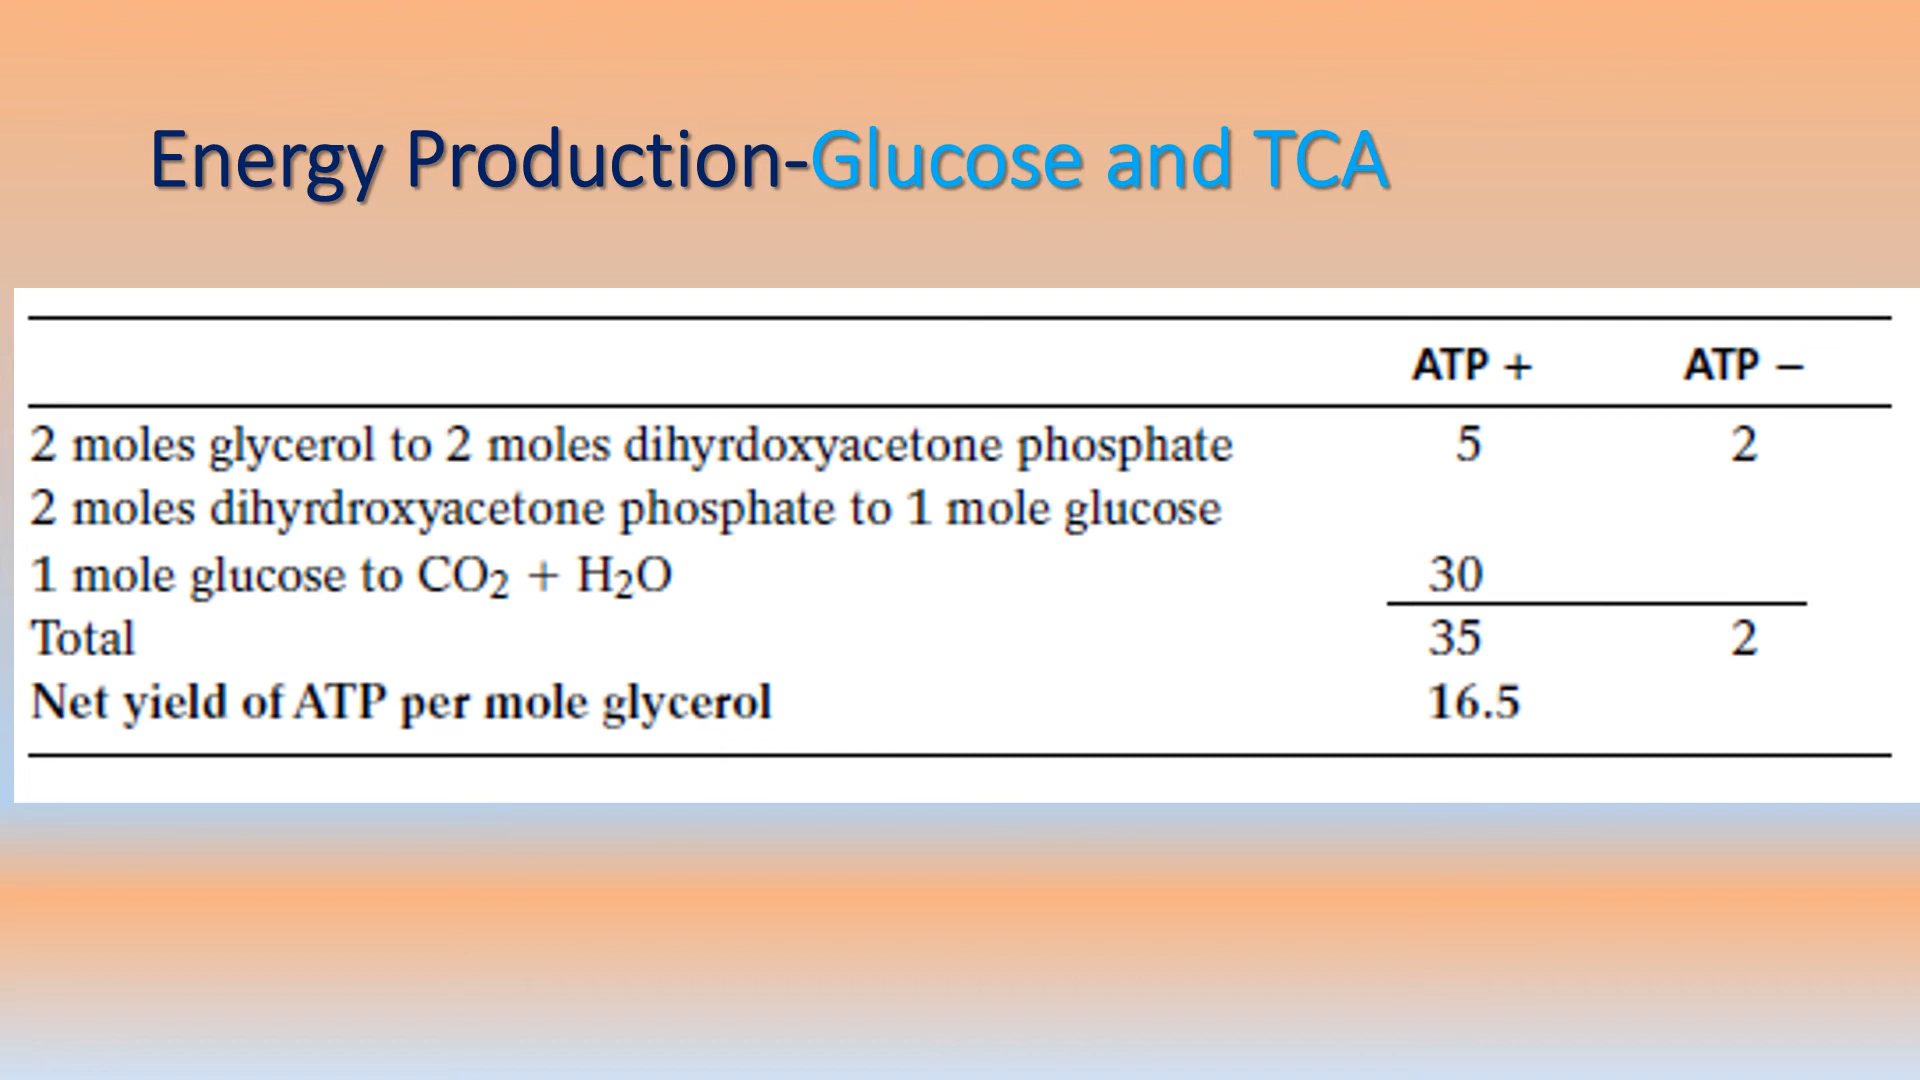 Energy Production-Glucose and TCA
ATP + ATP −
2 moles glycerol to 2 moles dihyrdoxyacetone phosphate 5 2
2 moles dihyrdroxyacetone phosphate to 1 mole glucose
1 mole glucose to CO₂ + H₂O 30
Total 35 2
Net yield of ATP per mole glycerol 16.5